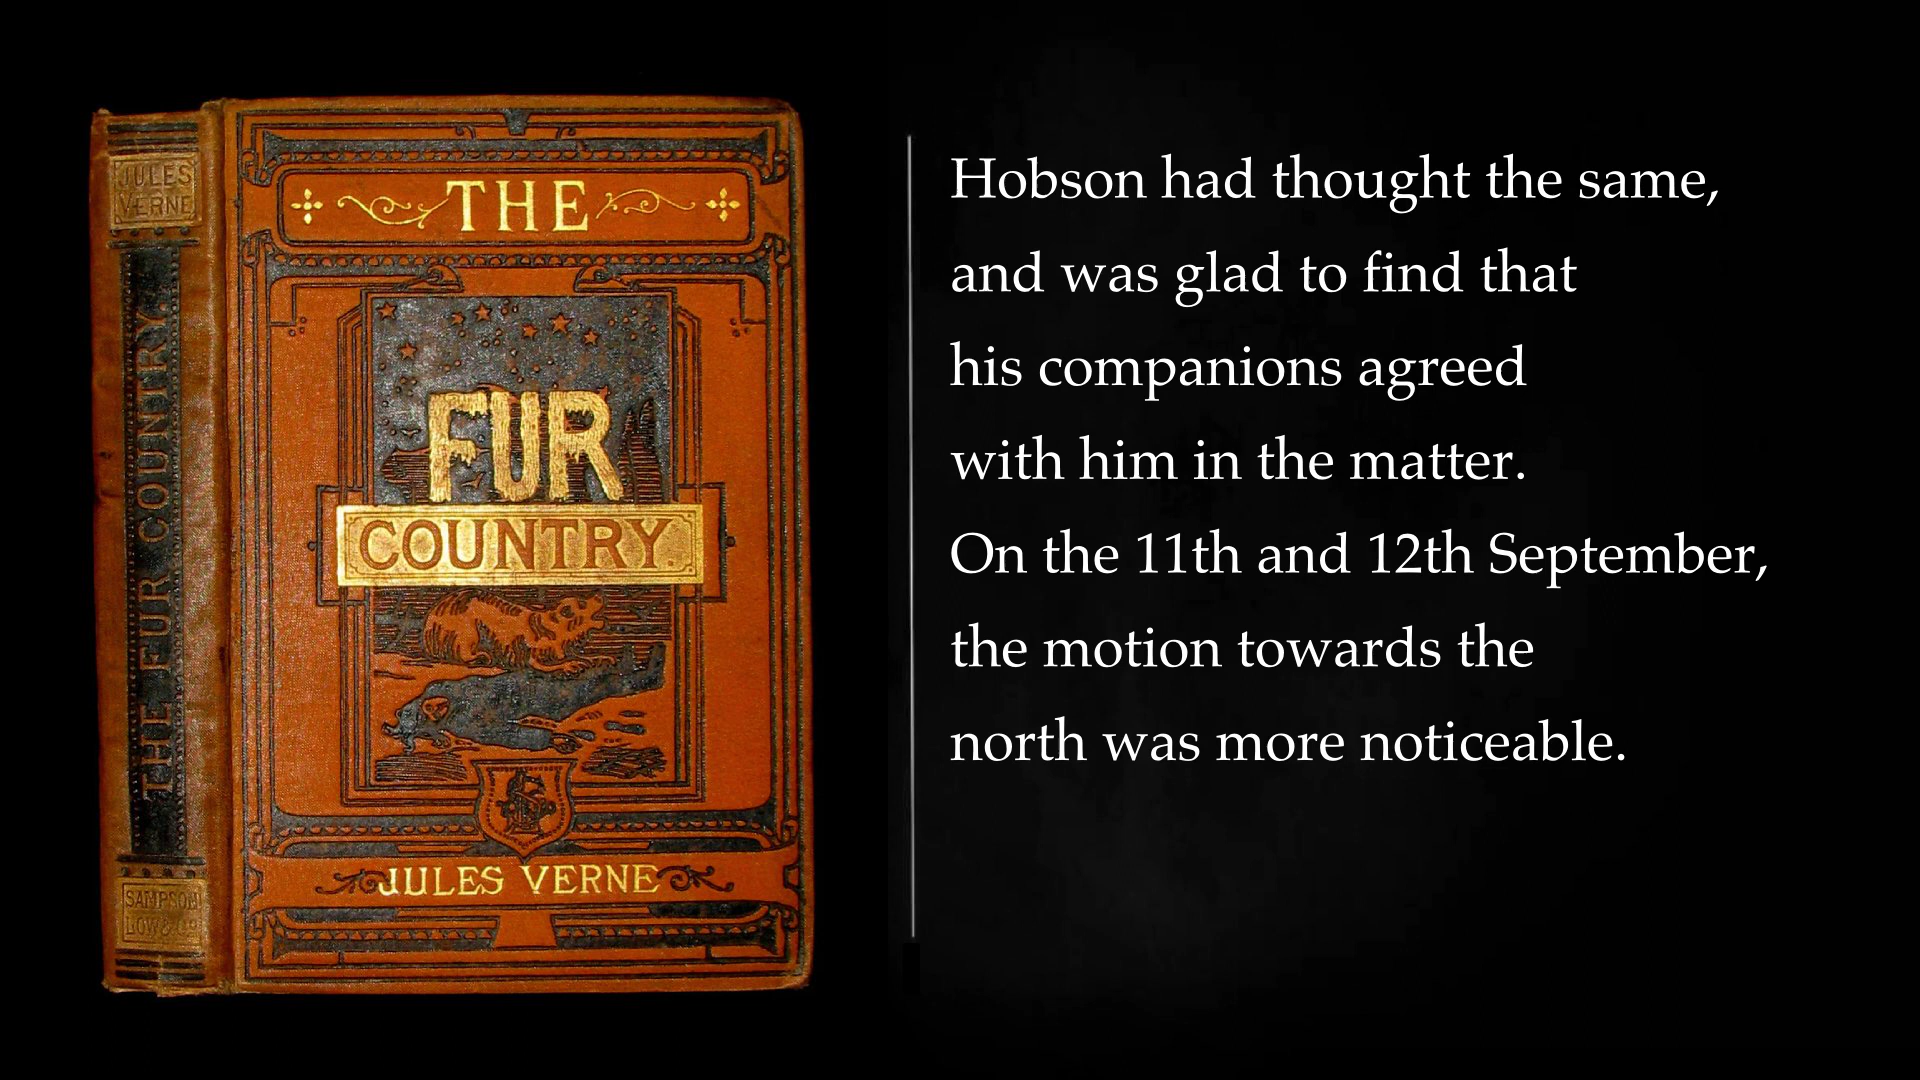 JULES
VERNE
THE FUR COUNTRY.
SAMPSON
LOW & Co
THE
FUR
COUNTRY.
JULES VERNE
Hobson had thought the same,
and was glad to find that
his companions agreed
with him in the matter.
On the 11th and 12th September,
the motion towards the
north was more noticeable.